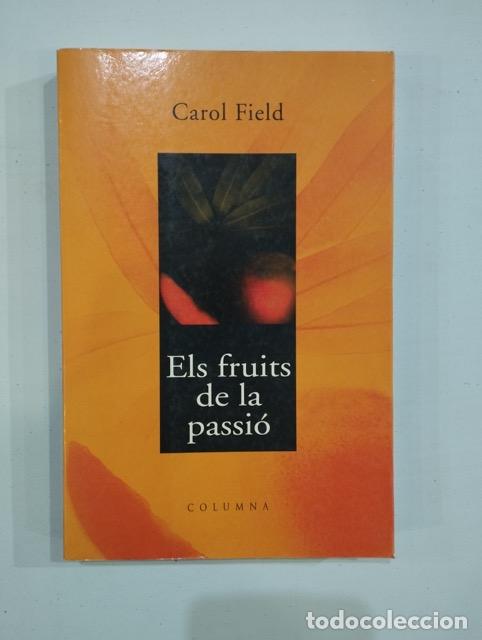 Carol Field
Els fruits
de la
passió
COLUMNA
todocoleccion